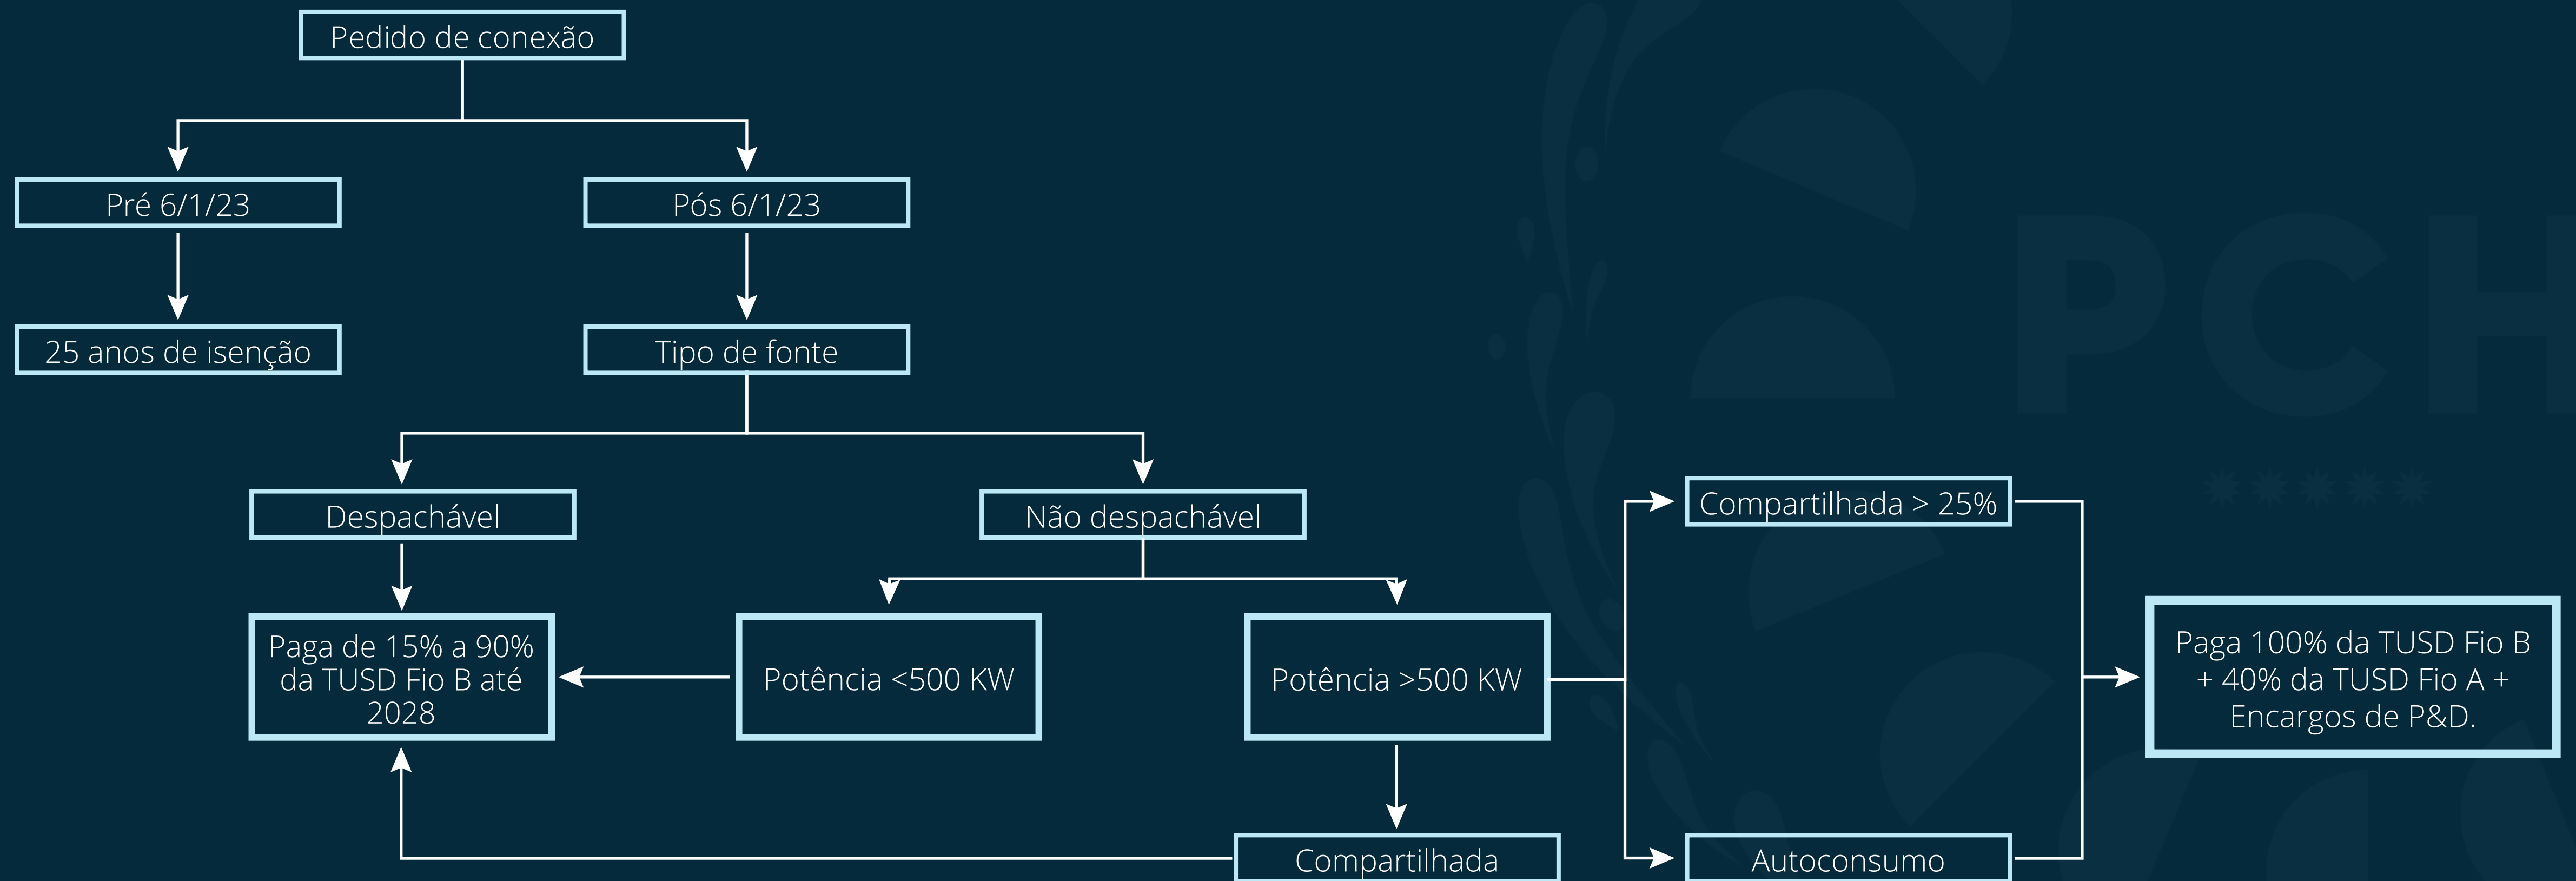 Pedido de conexão
Pré 6/1/23
Pós 6/1/23
25 anos de isenção
Tipo de fonte
Despachável
Não despachável
Compartilhada > 25%
Paga de 15% a 90%
da TUSD Fio B até
2028
Potência <500 KW
Potência >500 KW
Paga 100% da TUSD Fio B
+ 40% da TUSD Fio A +
Encargos de P&D.
Compartilhada
Autoconsumo
PCH